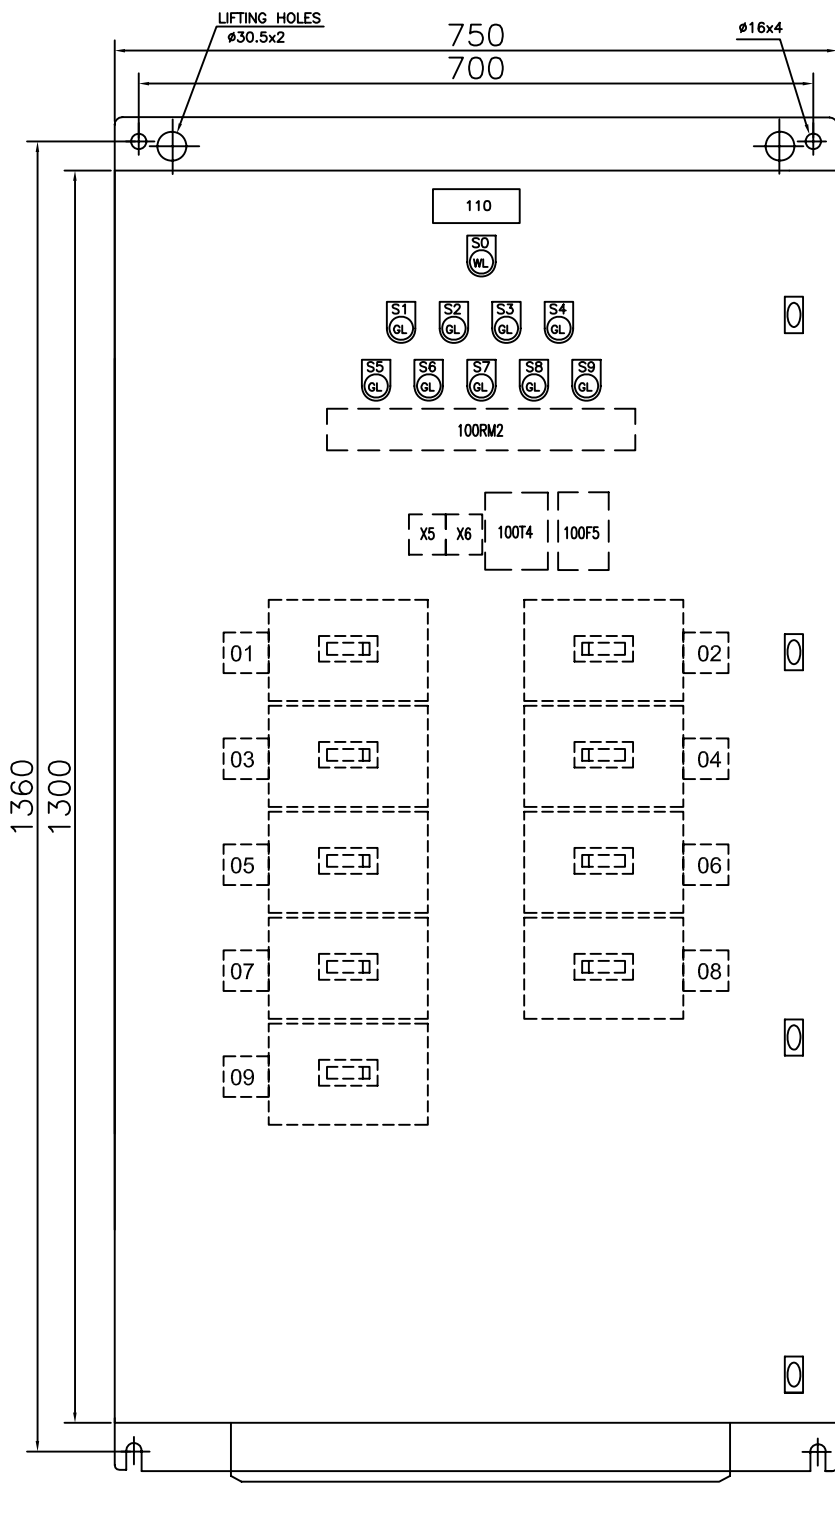 LIFTING HOLES
ø30.5x2
750
ø16x4
700
110
S0
WL
S1 S2 S3 S4
GL GL GL GL
S5 S6 S7 S8 S9
GL GL GL GL GL
100RM2
X5 X6 100T4 100F5
01 02
03 04
1360 1300
05 06
07 08
09